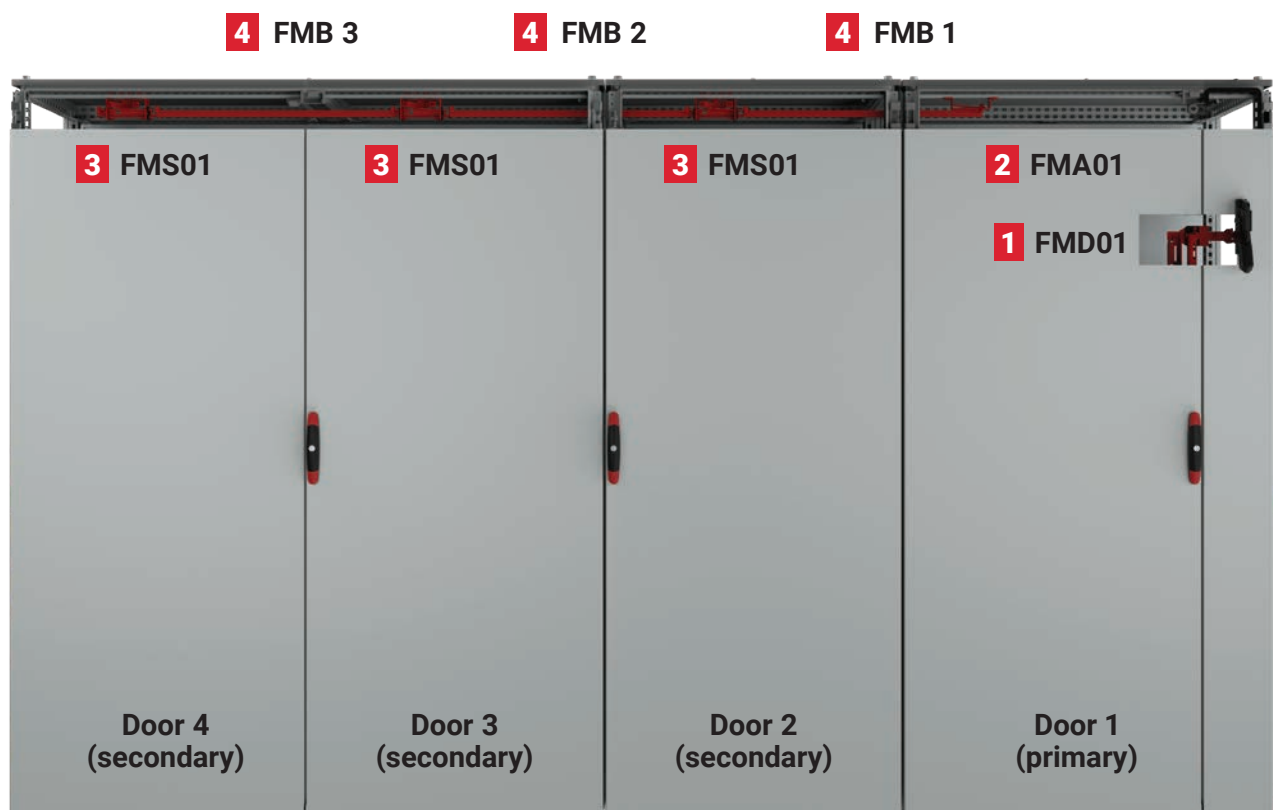 4 FMB 3
4 FMB 2
4 FMB 1
3 FMS01
3 FMS01
3 FMS01
2 FMA01
1 FMD01
Door 4
(secondary)
Door 3
(secondary)
Door 2
(secondary)
Door 1
(primary)